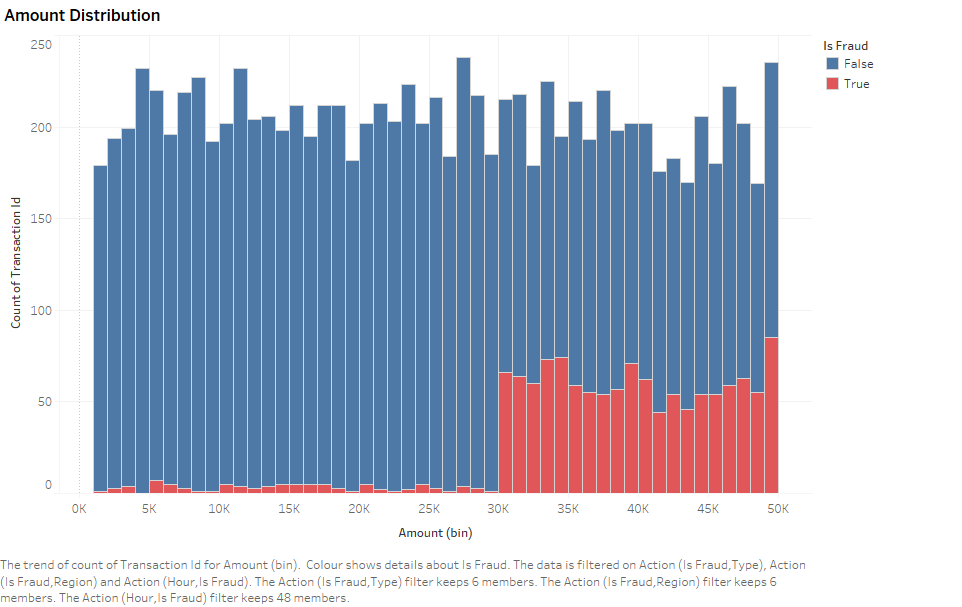 Amount Distribution
250
200
150
100
50
0
Count of Transaction Id
0K 5K 10K 15K 20K 25K 30K 35K 40K 45K 50K
Amount (bin)
Is Fraud
False
True
The trend of count of Transaction Id for Amount (bin).  Colour shows details about Is Fraud. The data is filtered on Action (Is Fraud,Type), Action
(Is Fraud,Region) and Action (Hour,Is Fraud). The Action (Is Fraud,Type) filter keeps 6 members. The Action (Is Fraud,Region) filter keeps 6
members. The Action (Hour,Is Fraud) filter keeps 48 members.